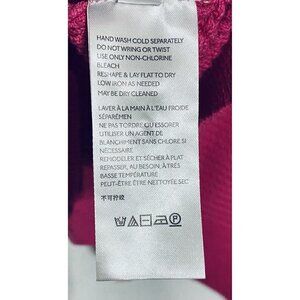 HAND WASH COLD SEPARATELY
DO NOT WRING OR TWIST
USE ONLY NON-CHLORINE
BLEACH
RESHAPE & LAY FLAT TO DRY
LOW IRON AS NEEDED
MAY BE DRY CLEANED
LAVER À LA MAIN À L'EAU FROIDE
SÉPARÉMEN
NE PAS TORDRE OU ESSORER
UTILISER UN AGENT DE
BLANCHIMENT SANS CHLORE SI
NÉCESSAIRE
REMODELER ET SÉCHER À PLAT
REPASSER, AU BESOIN, À TRÈS
BASSE TEMPÉRATURE
PEUT-ÊTRE ÊTRE NETTOYÉE SEC
不可拧绞
P